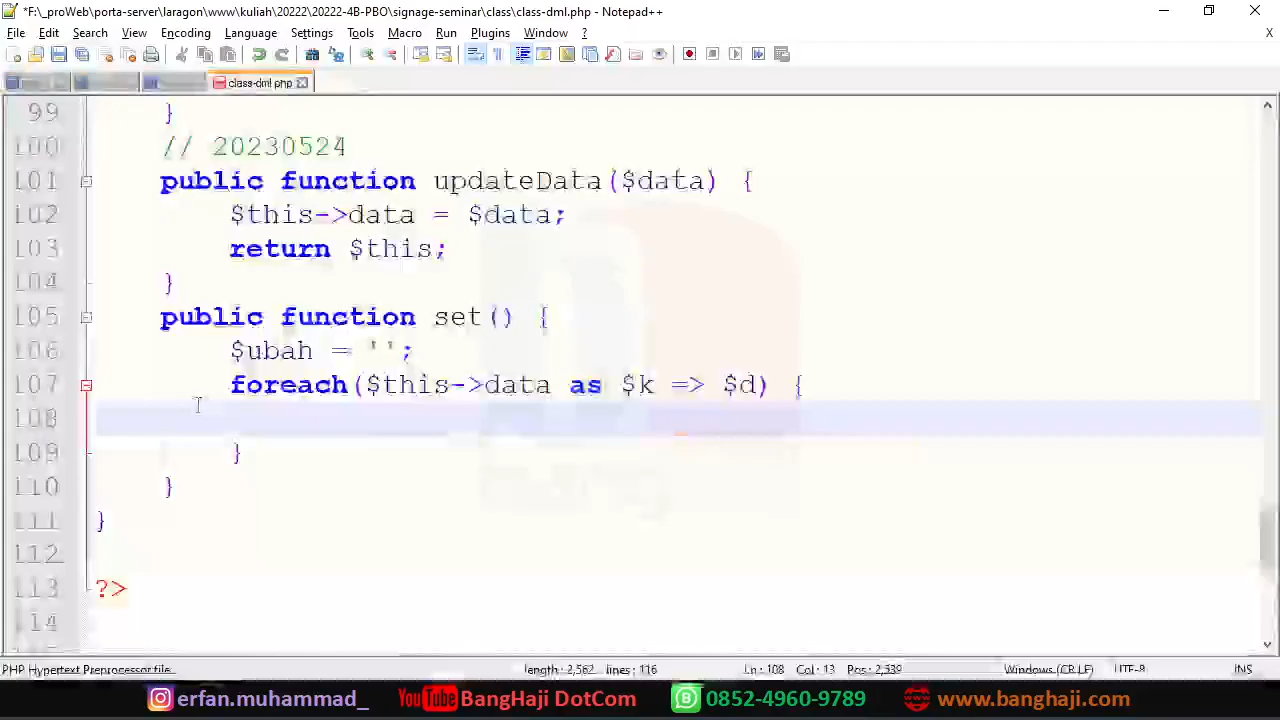 *F:\_proWeb\porta-server\laragon\www\kuliah\20222\20222-4B-PBO\signage-seminar\class\class-dml.php - Notepad++
File Edit Search View Encoding Language Settings Tools Macro Run Plugins Window ? X
class-dml.php
99 }
100 // 20230524
101 public function updateData($data) {
102 $this->data = $data;
103 return $this;
104 }
105 public function set() {
106 $ubah = '';
107 foreach($this->data as $k => $d) {
108
109 }
110 }
111 }
112
113 ?>
114
PHP Hypertext Preprocessor file length : 2,562 lines : 116 Ln : 108 Col : 13 Pos : 2,339 Windows (CR LF) UTF-8 INS
erfan.muhammad_ YouTube BangHaji DotCom 0852-4960-9789 www.banghaji.com